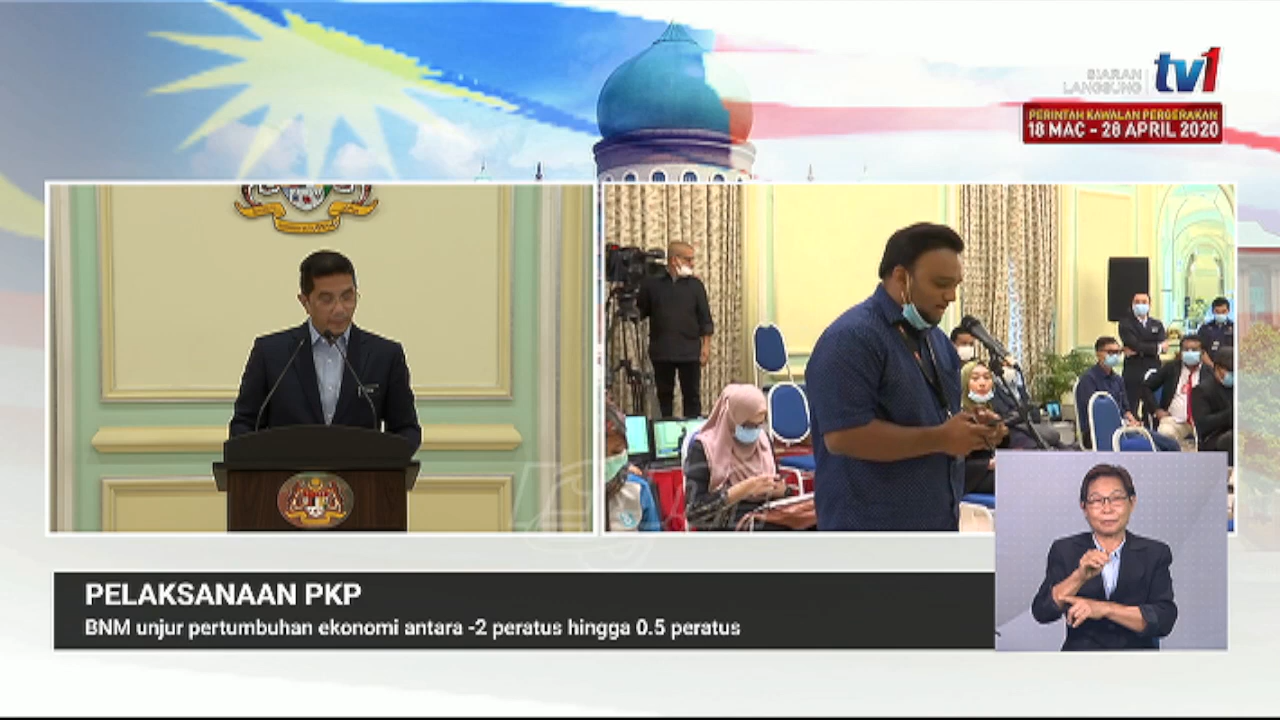 SIARAN
LANGSUNG
tv1
PERINTAH KAWALAN PERGERAKAN
18 MAC - 28 APRIL 2020
PELAKSANAAN PKP
BNM unjur pertumbuhan ekonomi antara -2 peratus hingga 0.5 peratus